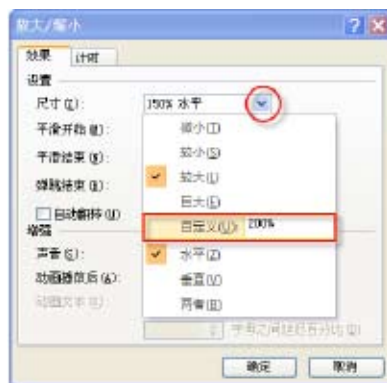 放大/缩小
效果 计时
设置
尺寸(Z): 150% 水平
平滑开始(M):
微小(T)
平滑结束(S):
较小(S)
弹跳结束(B):
较大(L)
巨大(E)
自动翻转(U)
自定义(U): 200%
增强
声音(S):
水平(Z)
动画播放后(A):
垂直(V)
动画文本(X):
两者(B)
字母之间延迟百分比(D)
确定 取消